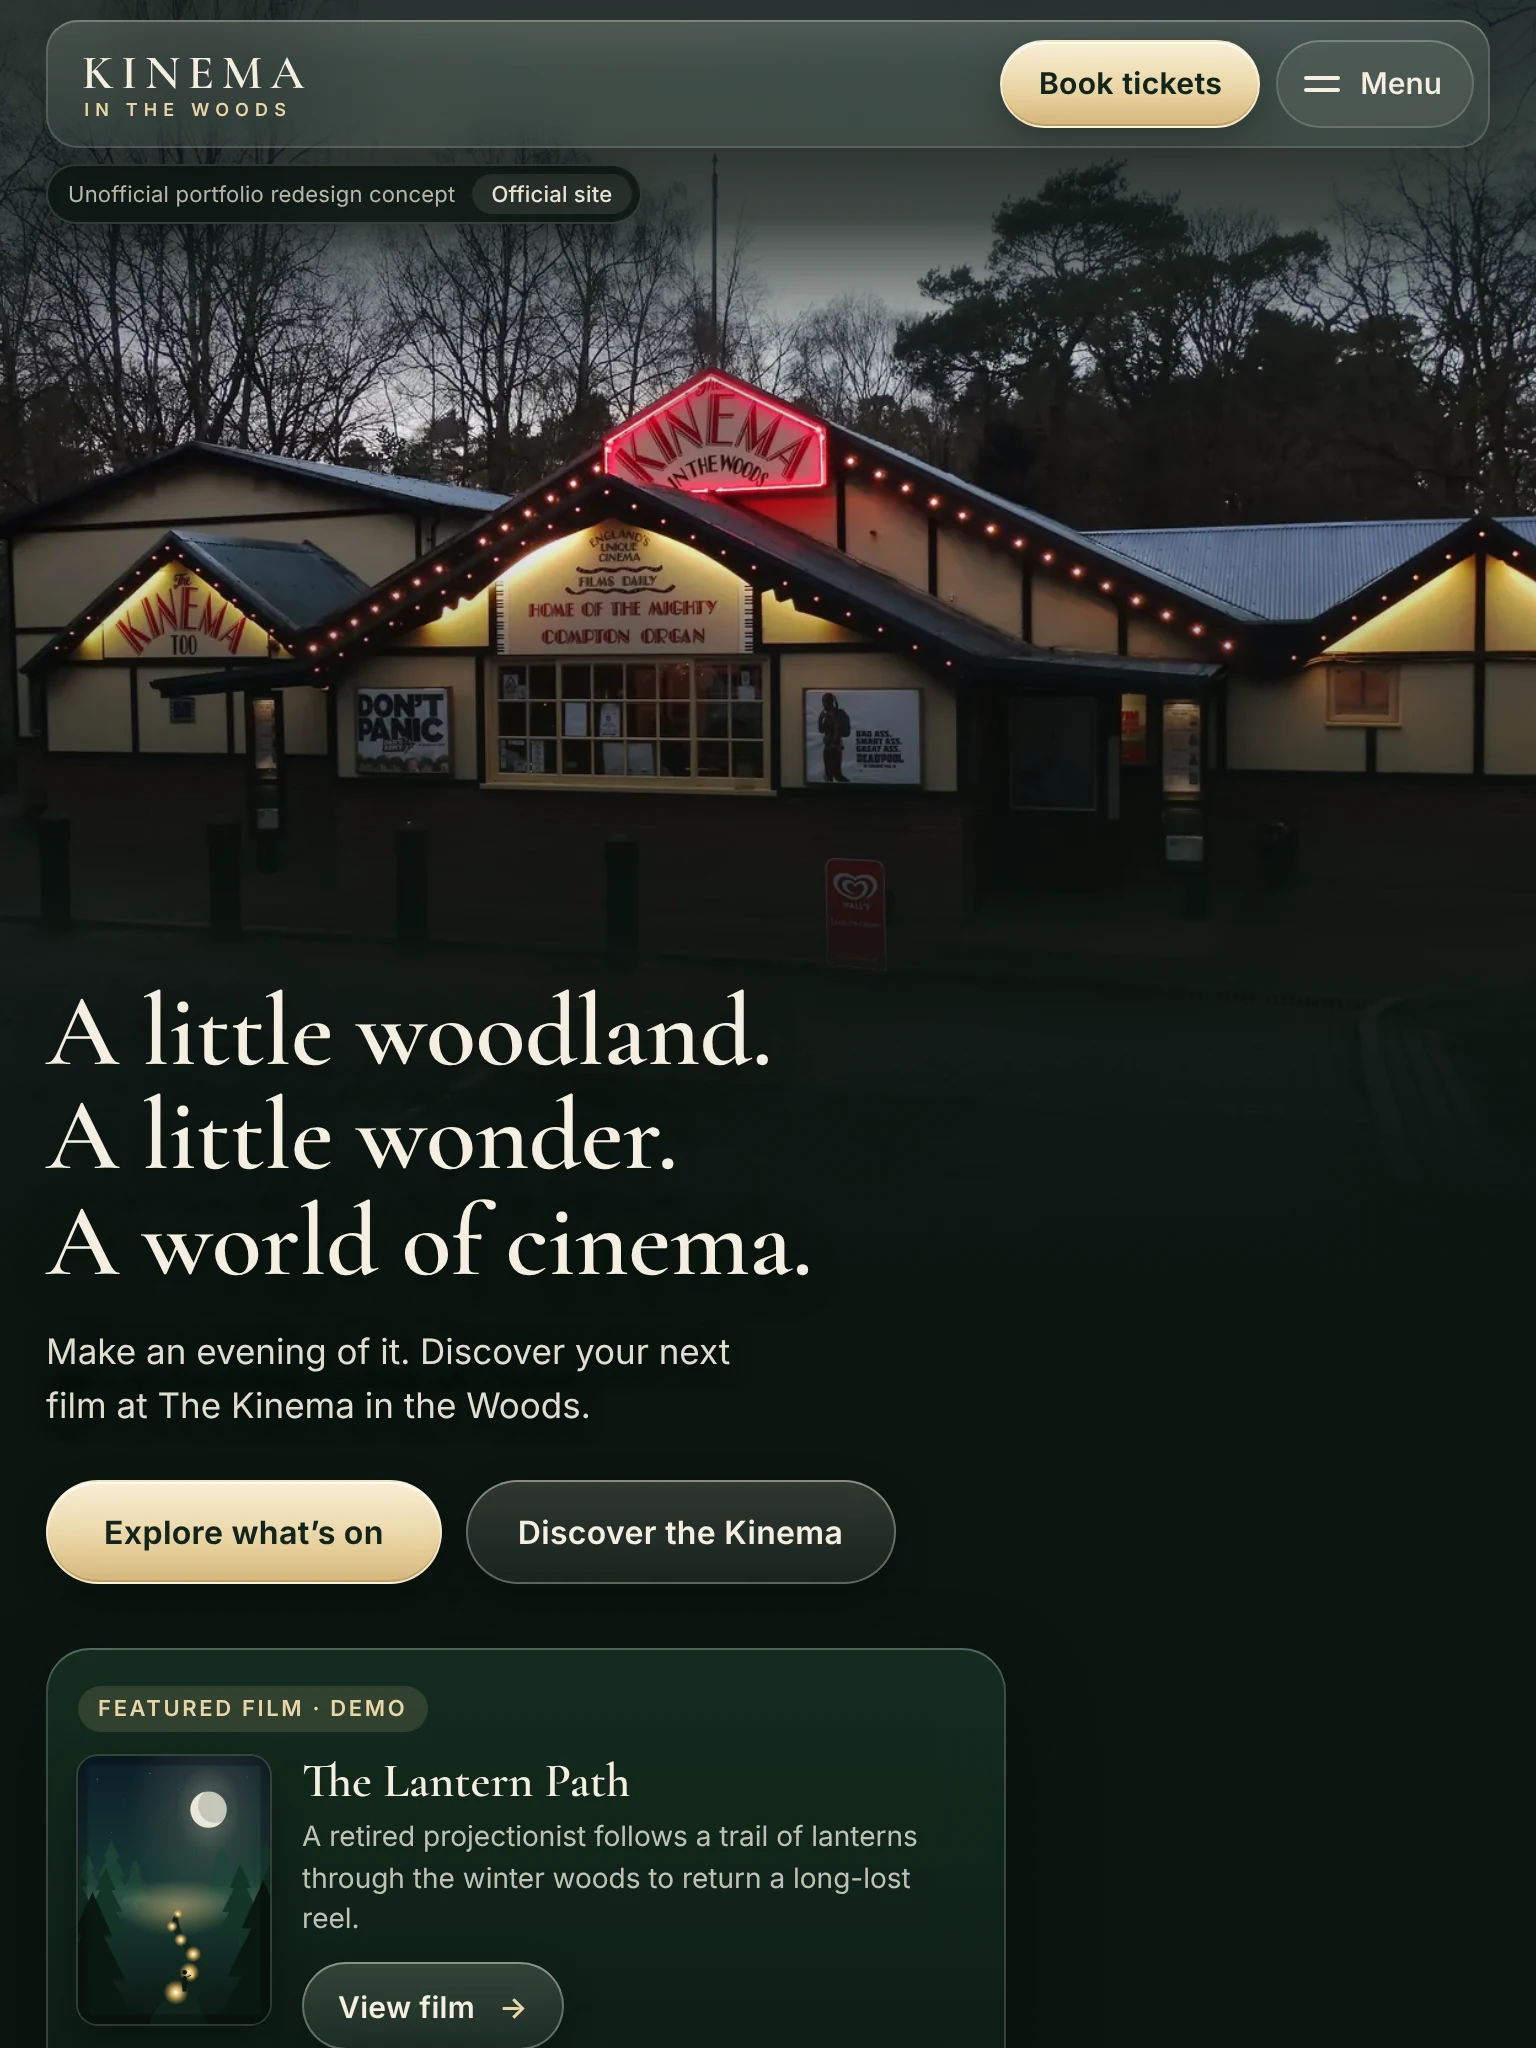 KINEMA
IN THE WOODS
Book tickets
Menu
Unofficial portfolio redesign concept
Official site
The
KINEMA
IN THE WOODS
ENGLAND'S
UNIQUE
CINEMA
FILMS DAILY
HOME OF THE MIGHTY
COMPTON ORGAN
The
KINEMA
TOO
DON'T
PANIC
BAD ASS.
SMART ASS.
GREAT ASS.
DEADPOOL
WALL'S
A little woodland.
A little wonder.
A world of cinema.
Make an evening of it. Discover your next
film at The Kinema in the Woods.
Explore what’s on
Discover the Kinema
FEATURED FILM · DEMO
The Lantern Path
A retired projectionist follows a trail of lanterns
through the winter woods to return a long-lost
reel.
View film →